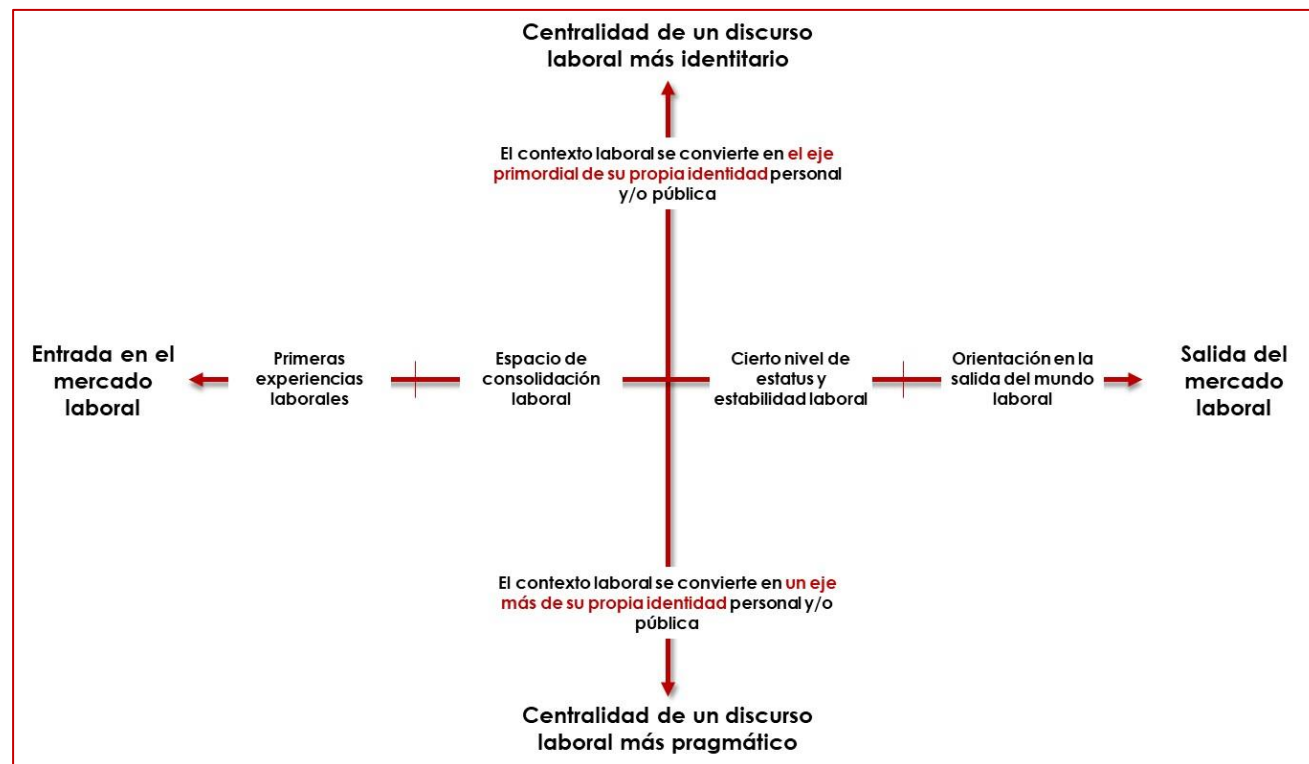 Centralidad de un discurso
laboral más identitario
El contexto laboral se convierte en el eje
primordial de su propia identidad personal
y/o pública
Entrada en el
mercado
laboral
Primeras
experiencias
laborales
Espacio de
consolidación
laboral
Cierto nivel de
estatus y
estabilidad laboral
Orientación en la
salida del mundo
laboral
Salida del
mercado
laboral
El contexto laboral se convierte en un eje
más de su propia identidad personal y/o
pública
Centralidad de un discurso
laboral más pragmático